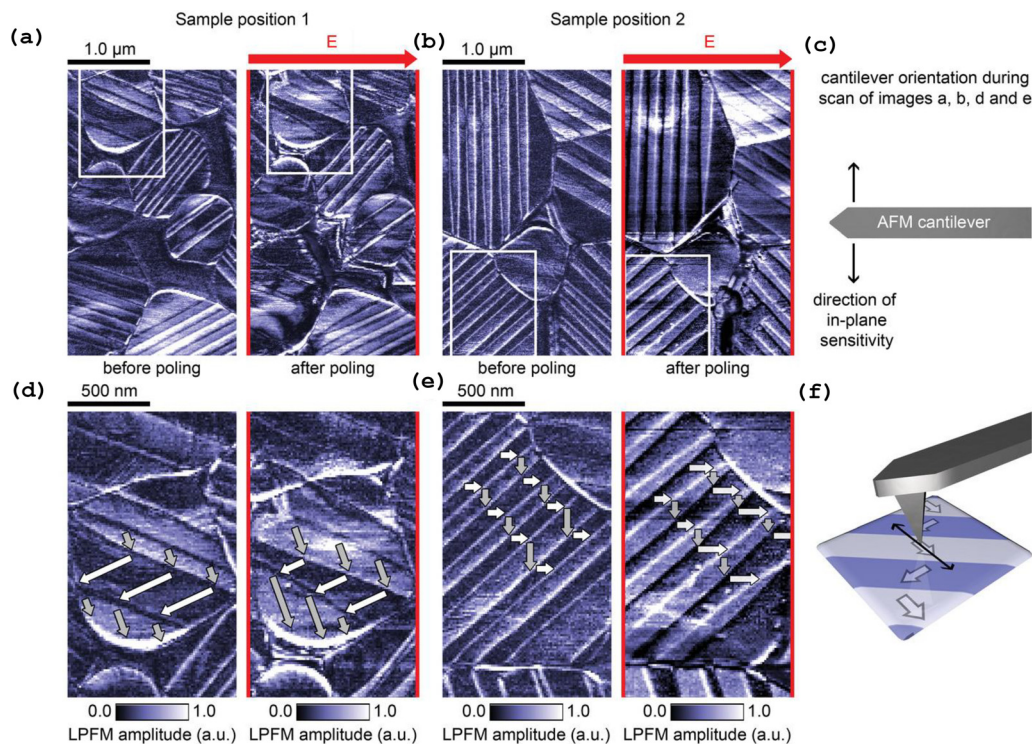 Sample position 1
Sample position 2
(a)
1.0 µm
E
(b)
1.0 µm
E
(c)
cantilever orientation during
scan of images a, b, d and e
AFM cantilever
direction of
in-plane
sensitivity
before poling
after poling
before poling
after poling
(d)
500 nm
(e)
500 nm
(f)
0.0
1.0
0.0
1.0
0.0
1.0
0.0
1.0
LPFM amplitude (a.u.)
LPFM amplitude (a.u.)
LPFM amplitude (a.u.)
LPFM amplitude (a.u.)